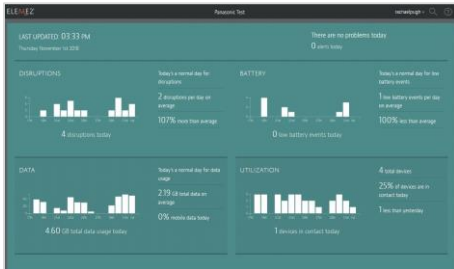 ELEMEZ
Panasonic Test
LAST UPDATED 03:33 PM
Thursday December 1st 2016
There are no problems today
0 alerts today
DISRUPTIONS
Today's a normal day for disruptions
2 disruptions per day on average
107% more than average
4 disruptions today
BATTERY
Today's a normal day for low battery events
1 low battery events per day on average
100% less than average
0 low battery events today
DATA
Today's a normal day for data usage
219 GB total data on average
0% mobile data today
4.60 GB total data usage today
UTILIZATION
4 total devices
25% of devices are in contact today
1 less than yesterday
1 devices in contact today